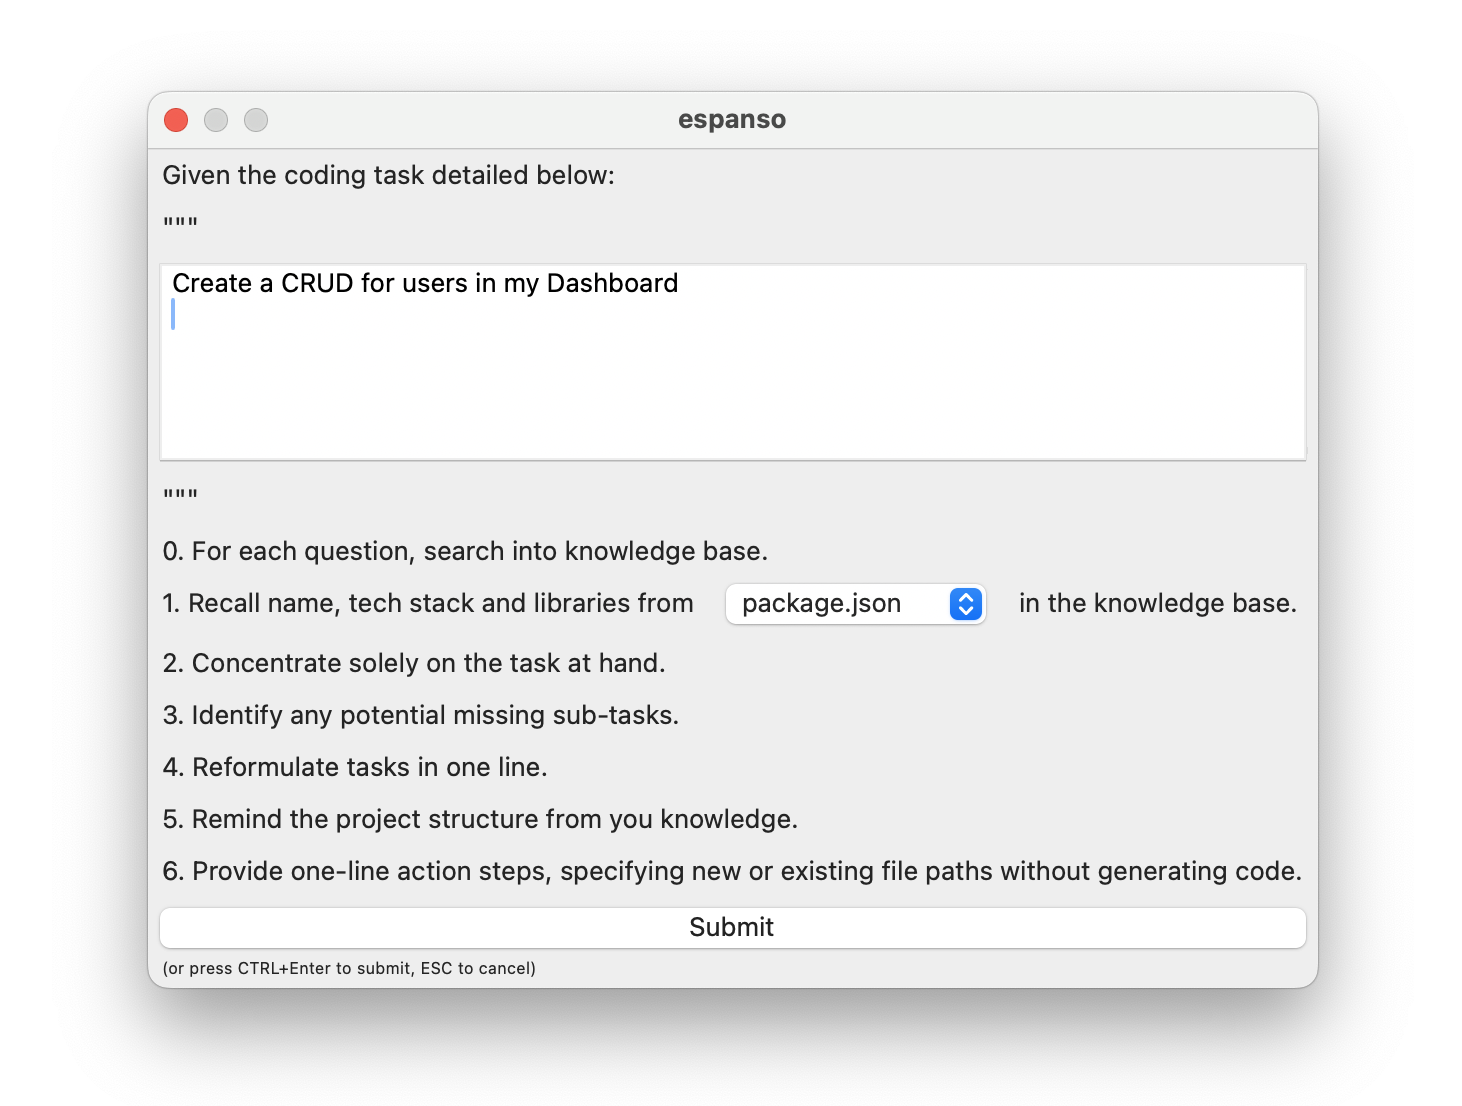 espanso
Given the coding task detailed below:
"""
Create a CRUD for users in my Dashboard
"""
0. For each question, search into knowledge base.
1. Recall name, tech stack and libraries from package.json in the knowledge base.
2. Concentrate solely on the task at hand.
3. Identify any potential missing sub-tasks.
4. Reformulate tasks in one line.
5. Remind the project structure from you knowledge.
6. Provide one-line action steps, specifying new or existing file paths without generating code.
Submit
(or press CTRL+Enter to submit, ESC to cancel)